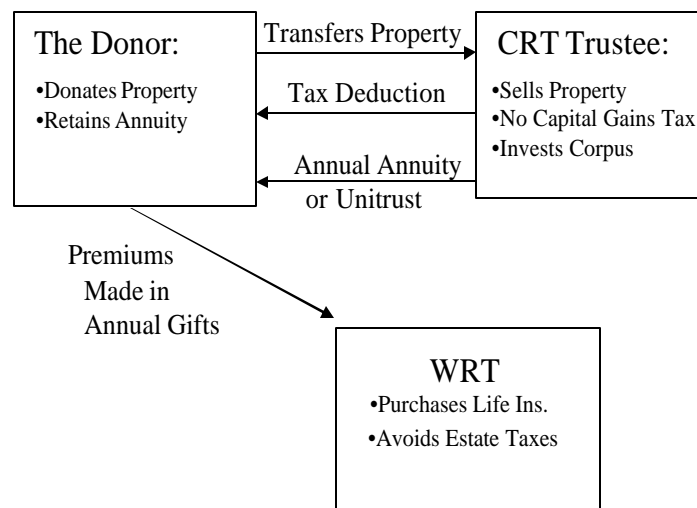 The Donor:
•Donates Property
•Retains Annuity
Transfers Property
Tax Deduction
Annual Annuity
or Unitrust
CRT Trustee:
•Sells Property
•No Capital Gains Tax
•Invests Corpus
Premiums
Made in
Annual Gifts
WRT
•Purchases Life Ins.
•Avoids Estate Taxes